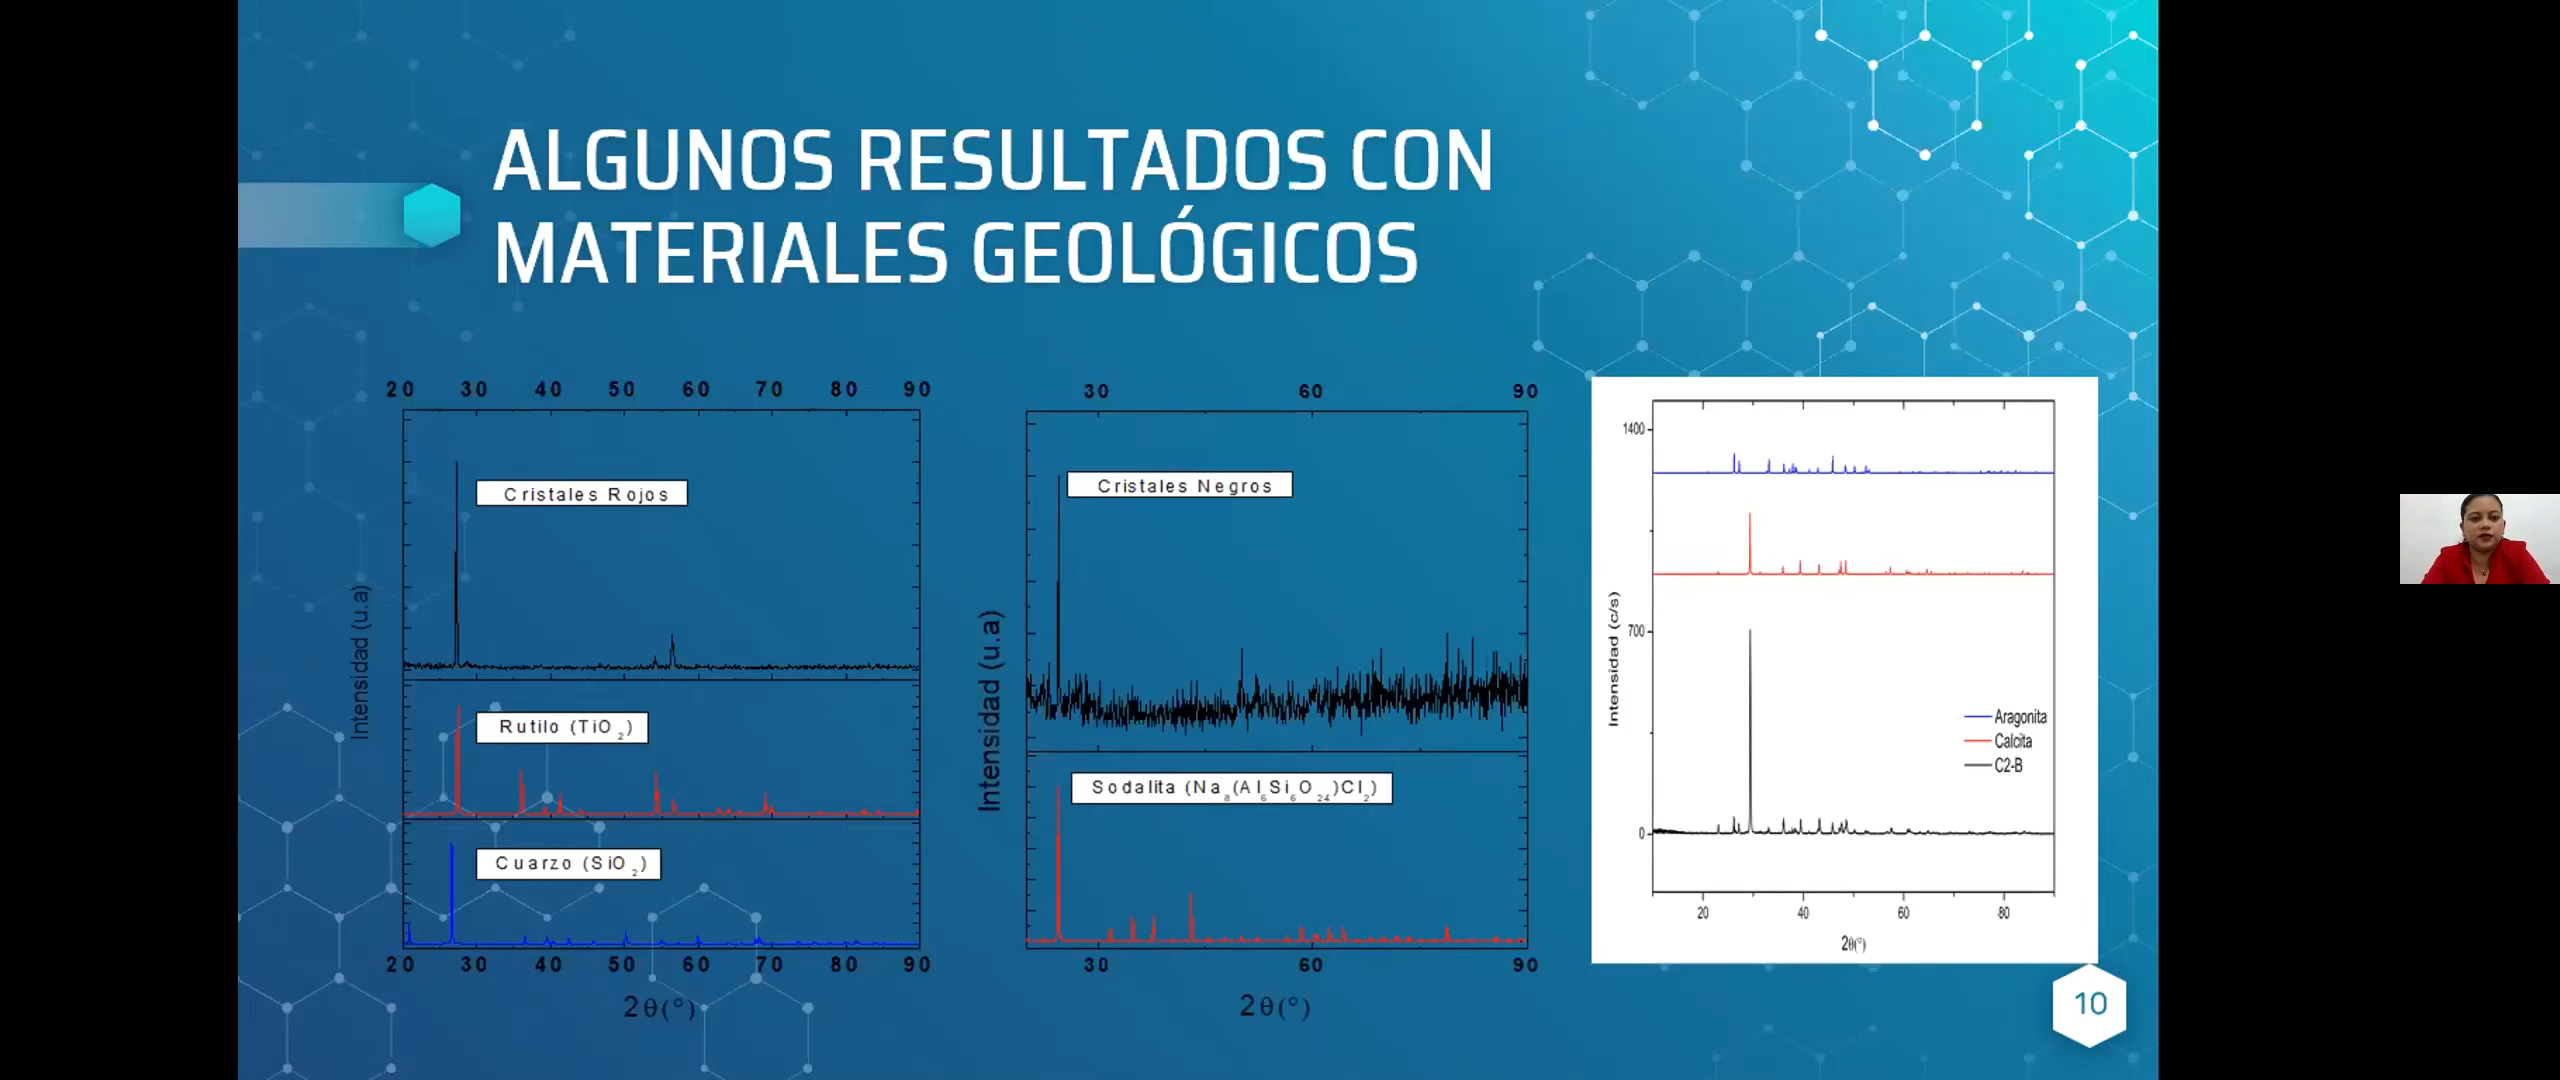 ALGUNOS RESULTADOS CON
MATERIALES GEOLÓGICOS
20 30 40 50 60 70 80 90
Cristales Rojos
Rutilo (TiO2)
Cuarzo (SiO2)
Intensidad (u.a)
20 30 40 50 60 70 80 90
2θ(°)
30 60 90
Cristales Negros
Sodalita (Na8(Al6Si6O24)Cl2)
Intensidad (u.a)
30 60 90
2θ(°)
1400
700
0
Intensidad (c/s)
Aragonita
Calcita
C2-B
20 40 60 80
2θ(°)
10